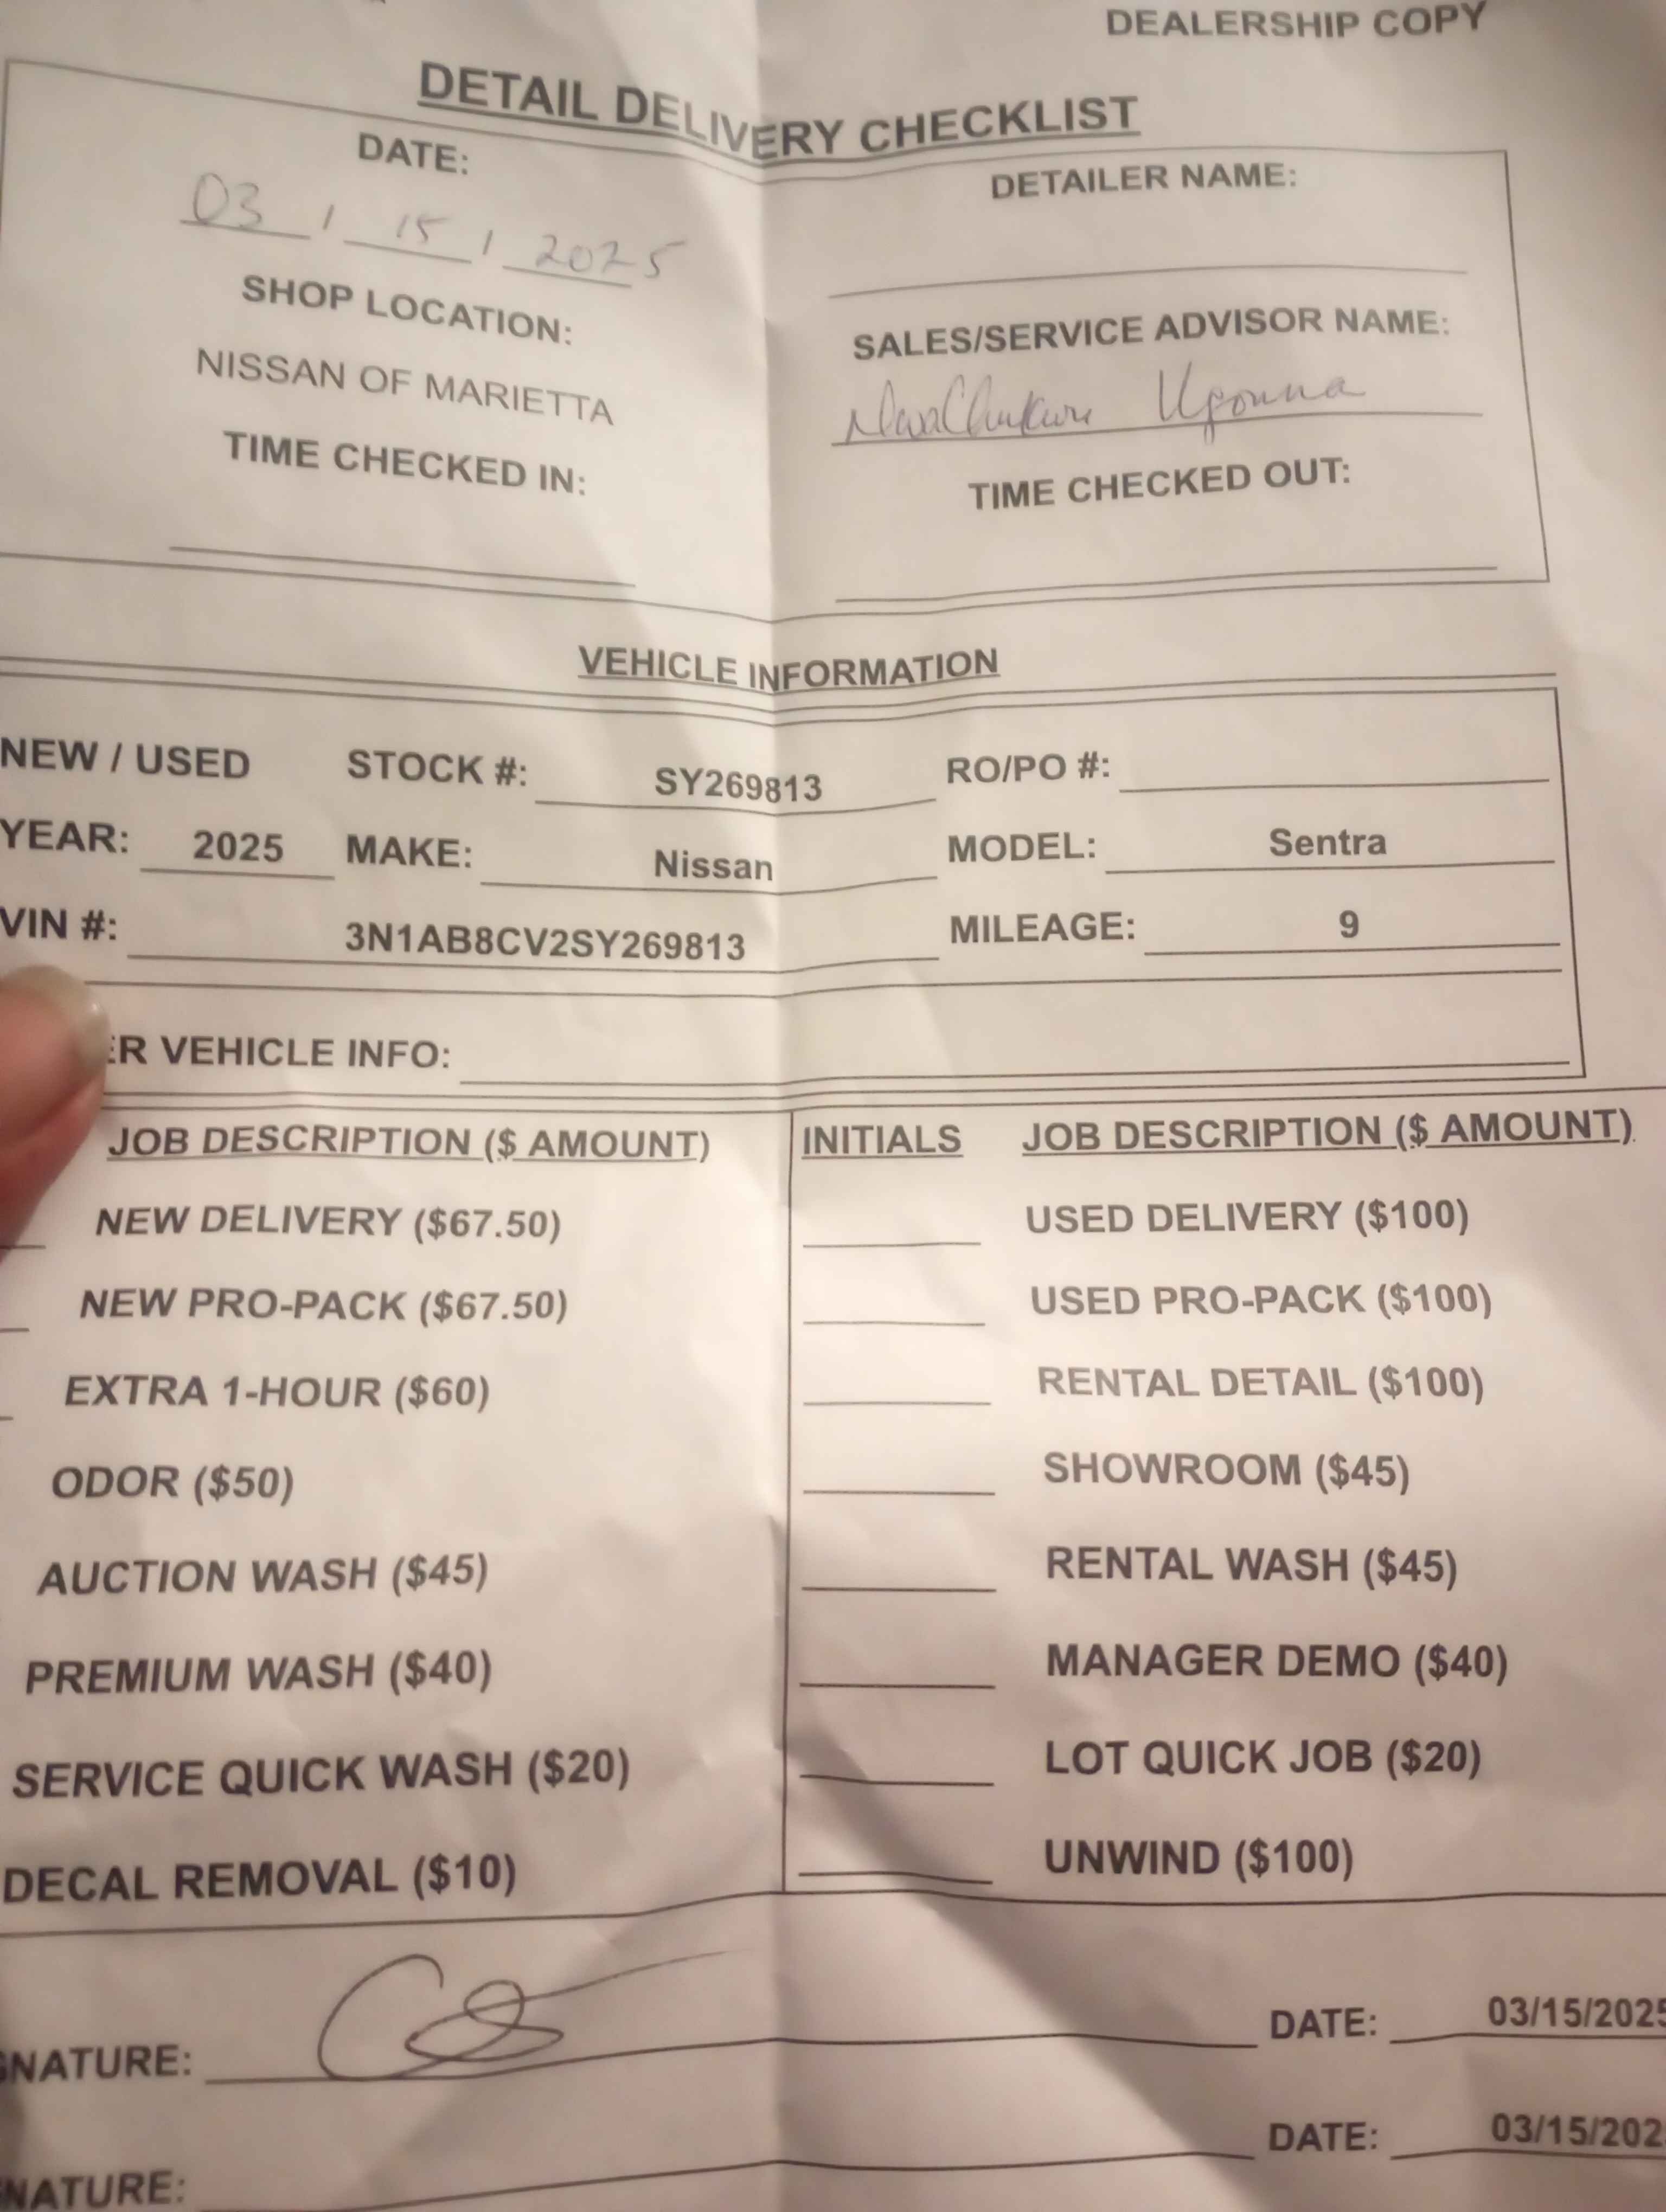 DEALERSHIP COPY
DETAIL DELIVERY CHECKLIST
DATE: DETAILER NAME:
03 / 15 / 2025
SHOP LOCATION: SALES/SERVICE ADVISOR NAME:
NISSAN OF MARIETTA Nwachukwu Ugonna
TIME CHECKED IN: TIME CHECKED OUT:
VEHICLE INFORMATION
NEW / USED STOCK #: SY269813 RO/PO #:
YEAR: 2025 MAKE: Nissan MODEL: Sentra
VIN #: 3N1AB8CV2SY269813 MILEAGE: 9
ER VEHICLE INFO:
JOB DESCRIPTION ($ AMOUNT) INITIALS JOB DESCRIPTION ($ AMOUNT)
NEW DELIVERY ($67.50) USED DELIVERY ($100)
NEW PRO-PACK ($67.50) USED PRO-PACK ($100)
EXTRA 1-HOUR ($60) RENTAL DETAIL ($100)
ODOR ($50) SHOWROOM ($45)
AUCTION WASH ($45) RENTAL WASH ($45)
PREMIUM WASH ($40) MANAGER DEMO ($40)
SERVICE QUICK WASH ($20) LOT QUICK JOB ($20)
DECAL REMOVAL ($10) UNWIND ($100)
GNATURE: DATE: 03/15/2025
NATURE: DATE: 03/15/202